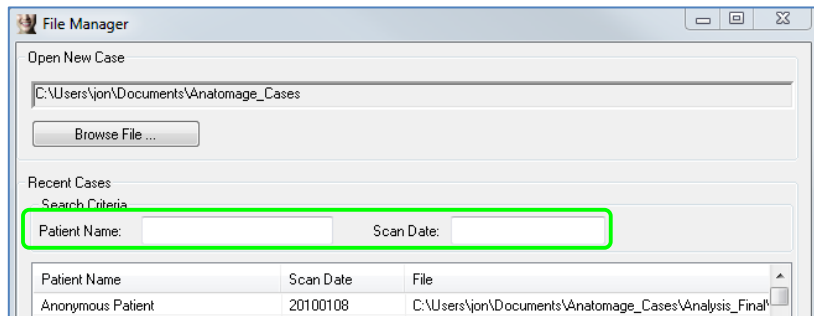 File Manager
Open New Case
C:\Users\jon\Documents\Anatomage_Cases
Browse File ...
Recent Cases
Search Criteria
Patient Name: Scan Date:
Patient Name Scan Date File
Anonymous Patient 20100108 C:\Users\jon\Documents\Anatomage_Cases\Analysis_Final\